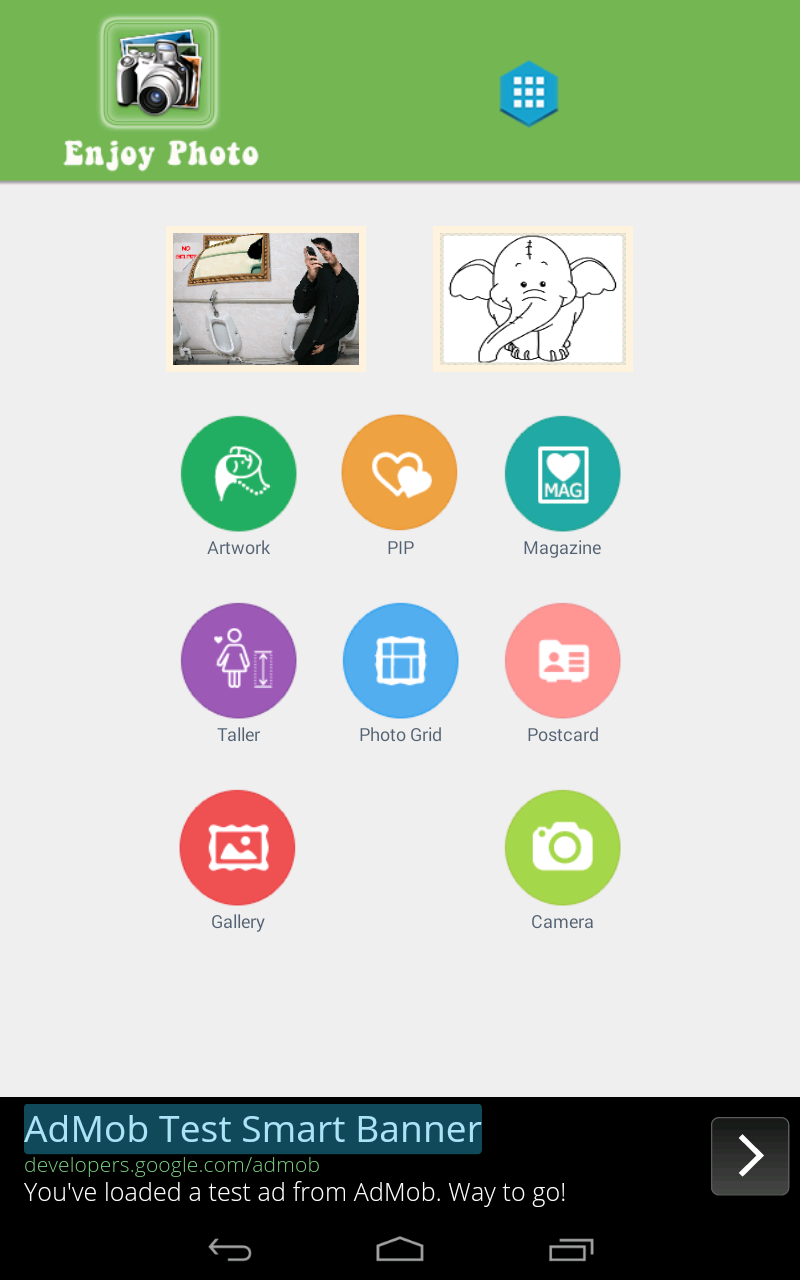 Enjoy Photo
NO
Artwork
PIP
MAG
Magazine
Taller
Photo Grid
Postcard
Gallery
Camera
AdMob Test Smart Banner
developers.google.com/admob
You've loaded a test ad from AdMob. Way to go!